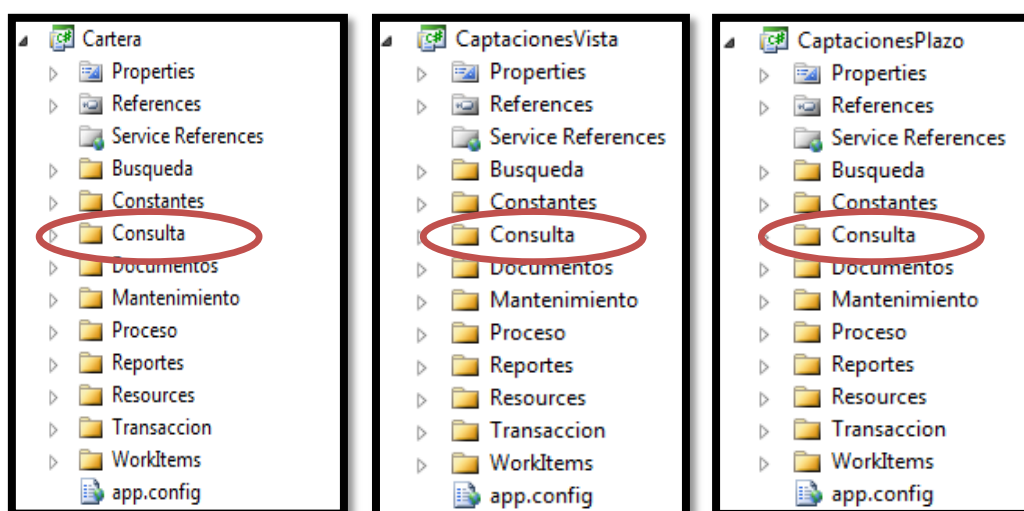 Cartera
Properties
References
Service References
Busqueda
Constantes
Consulta
Documentos
Mantenimiento
Proceso
Reportes
Resources
Transaccion
WorkItems
app.config
CaptacionesVista
Properties
References
Service References
Busqueda
Constantes
Consulta
Documentos
Mantenimiento
Proceso
Reportes
Resources
Transaccion
WorkItems
app.config
CaptacionesPlazo
Properties
References
Service References
Busqueda
Constantes
Consulta
Documentos
Mantenimiento
Proceso
Reportes
Resources
Transaccion
WorkItems
app.config